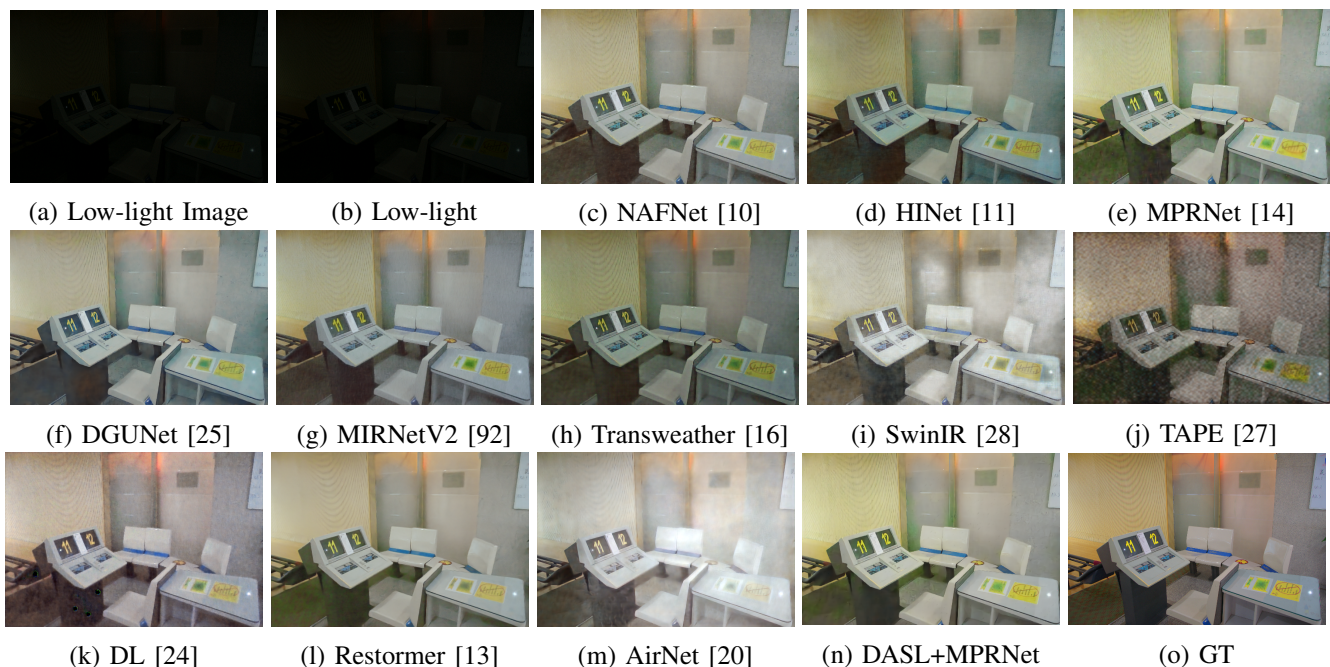 (a) Low-light Image (b) Low-light (c) NAFNet [10] (d) HINet [11] (e) MPRNet [14]
(f) DGUNet [25] (g) MIRNetV2 [92] (h) Transweather [16] (i) SwinIR [28] (j) TAPE [27]
(k) DL [24] (l) Restormer [13] (m) AirNet [20] (n) DASL+MPRNet (o) GT